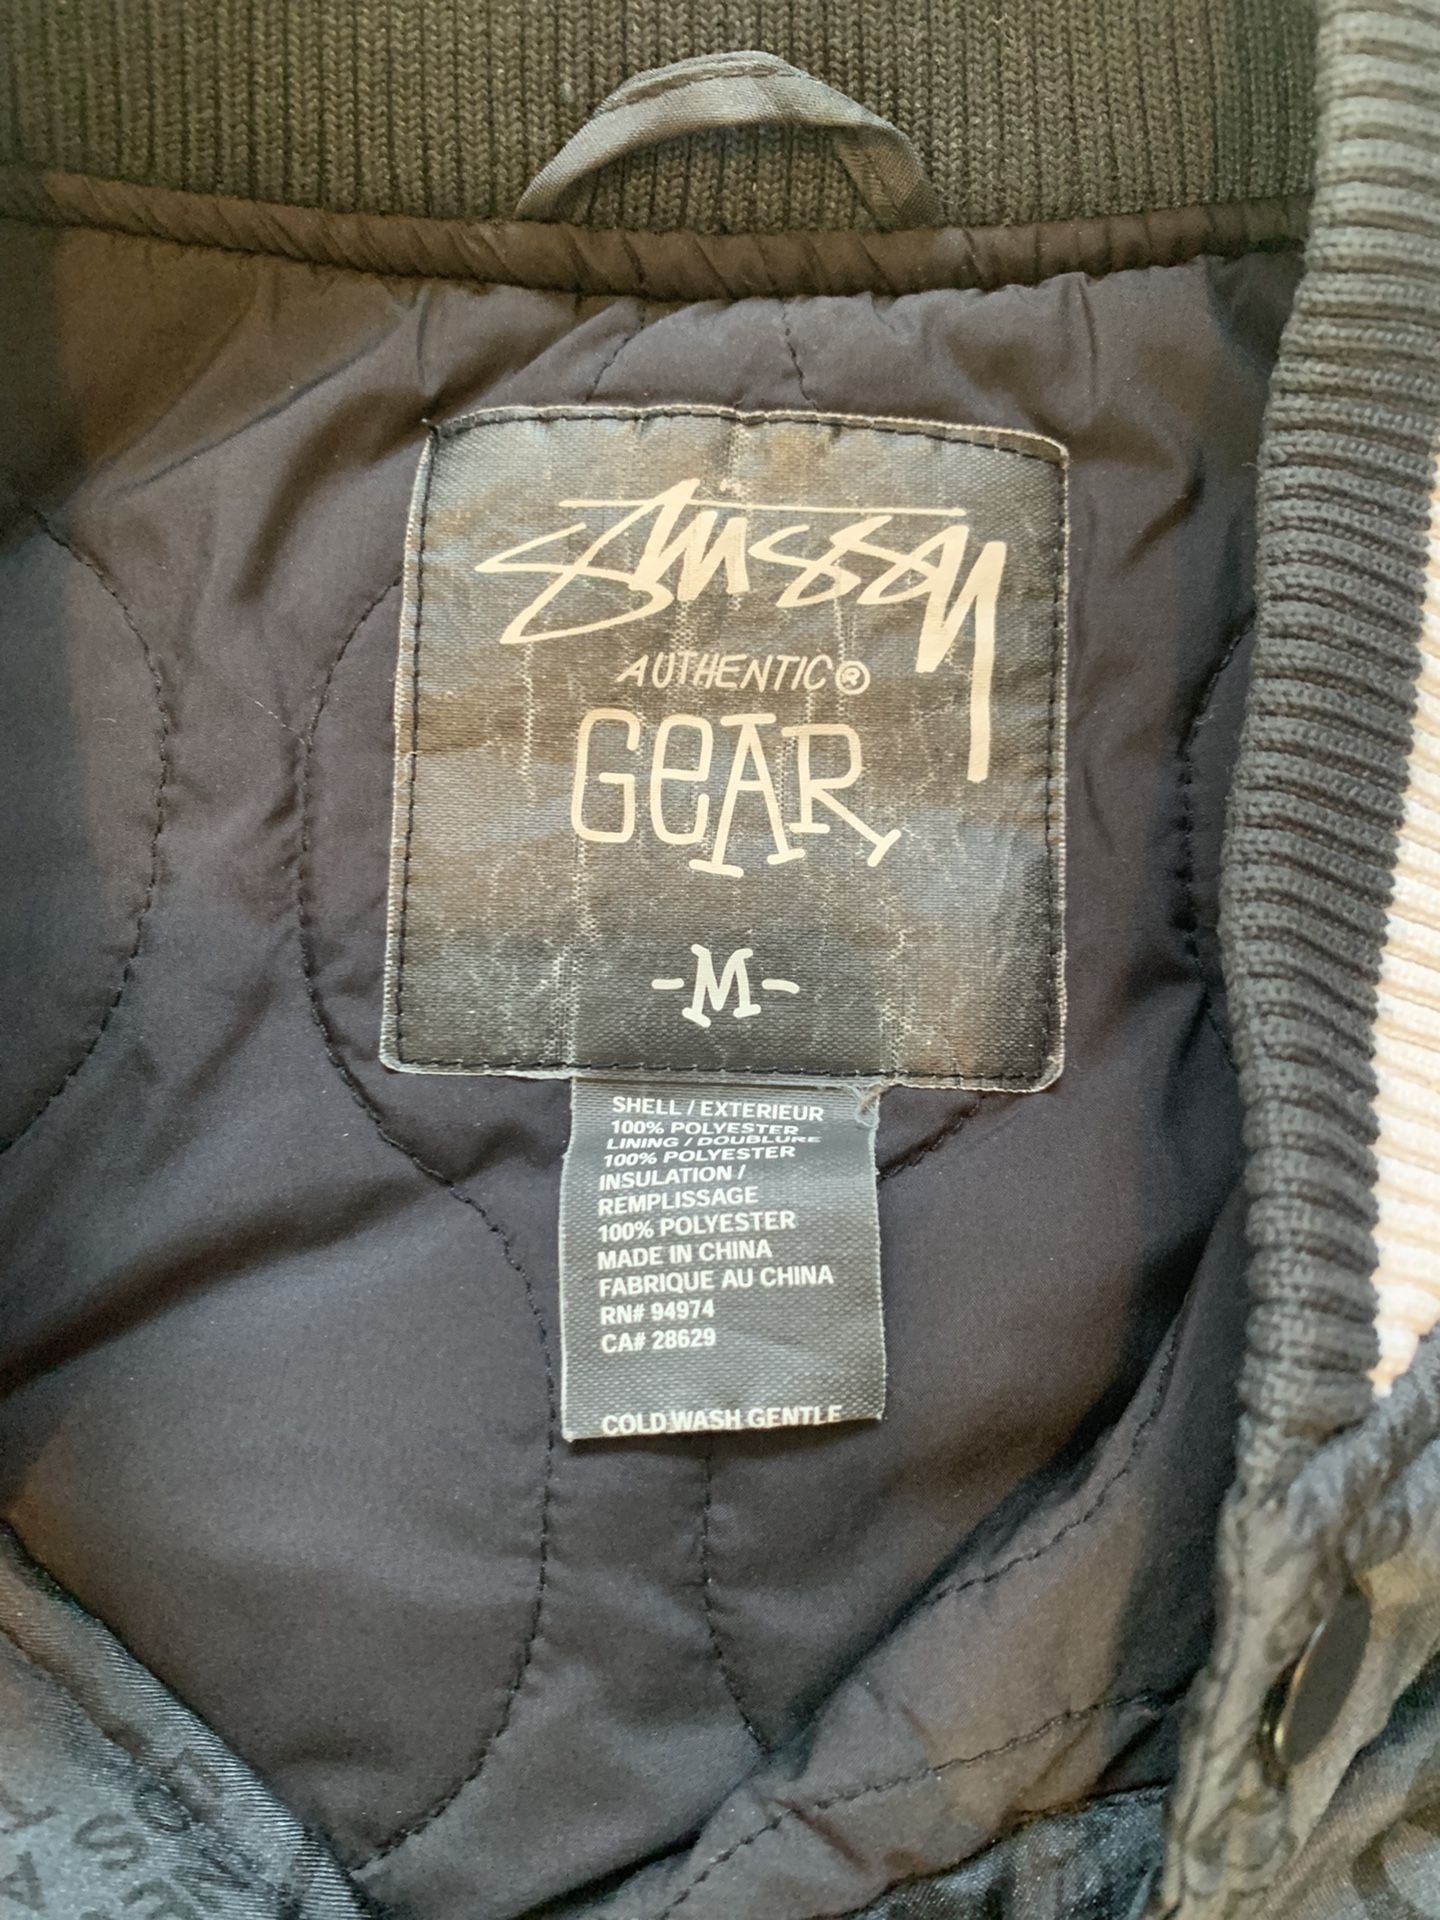 Stüssy
AUTHENTIC®
GeAR
-M-
SHELL / EXTERIEUR
100% POLYESTER
LINING / DOUBLURE
100% POLYESTER
INSULATION /
REMPLISSAGE
100% POLYESTER
MADE IN CHINA
FABRIQUE AU CHINA
RN# 94974
CA# 28629
COLD WASH GENTLE